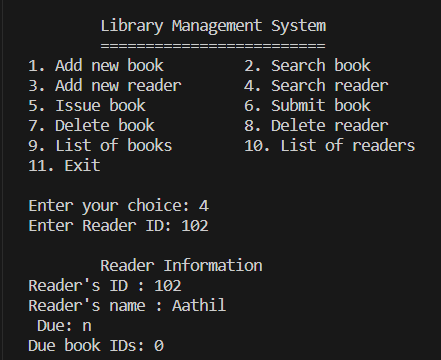 Library Management System
=========================
1. Add new book 2. Search book
3. Add new reader 4. Search reader
5. Issue book 6. Submit book
7. Delete book 8. Delete reader
9. List of books 10. List of readers
11. Exit
Enter your choice: 4
Enter Reader ID: 102
Reader Information
Reader's ID : 102
Reader's name : Aathil
Due: n
Due book IDs: 0